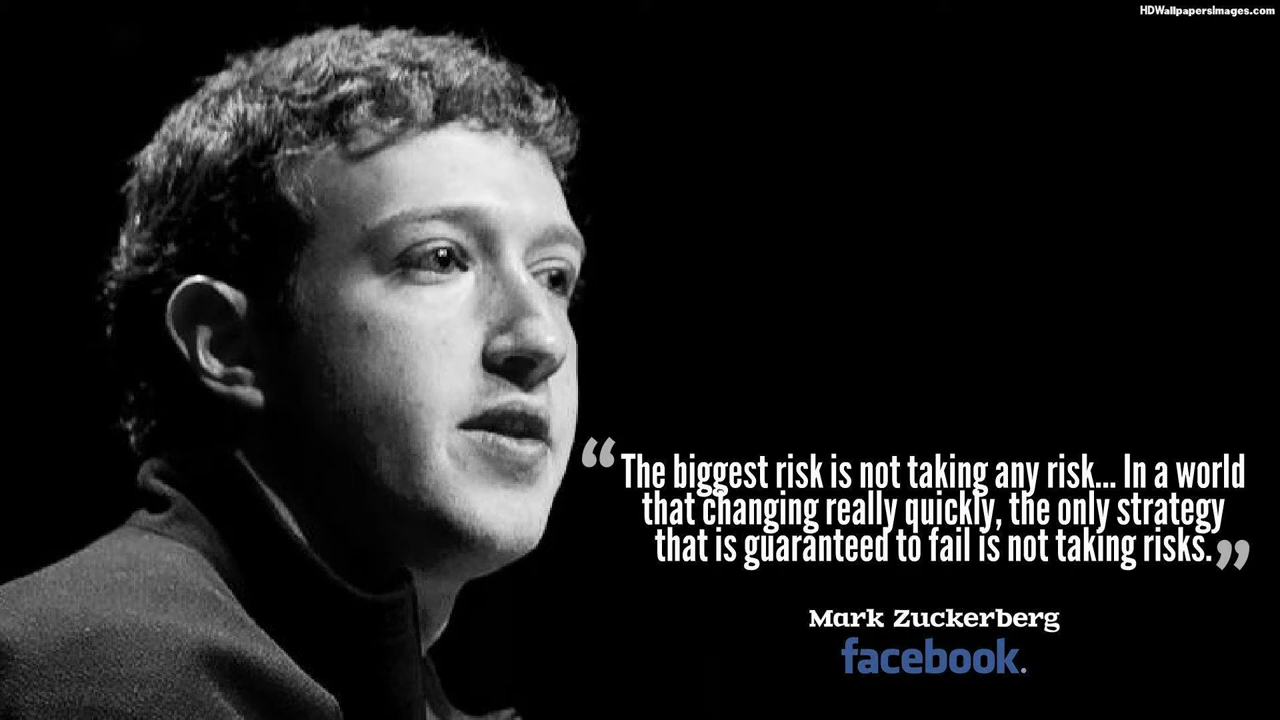 HDWallpapersImages.com
“The biggest risk is not taking any risk... In a world
that changing really quickly, the only strategy
that is guaranteed to fail is not taking risks.”
Mark Zuckerberg
facebook.